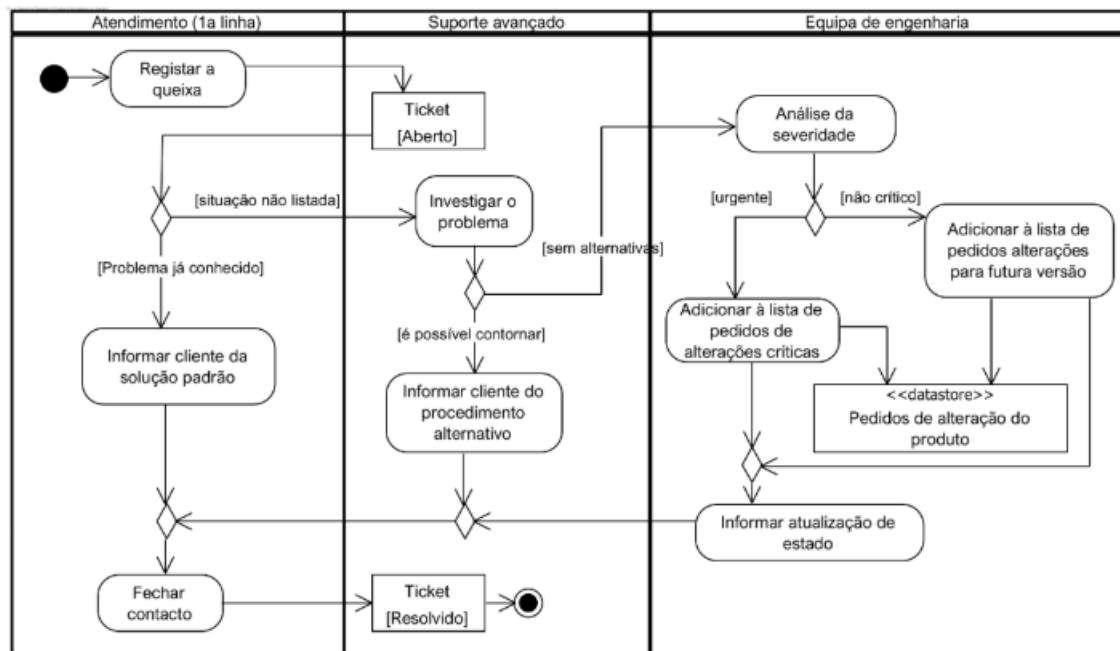 Atendimento (1a linha)
Suporte avançado
Equipa de engenharia
Registar a
queixa
Ticket
[Aberto]
Análise da
severidade
[situação não listada]
Investigar o
problema
[sem alternativas]
[urgente]
[não crítico]
Adicionar à lista de
pedidos alterações
para futura versão
[Problema já conhecido]
Adicionar à lista de
pedidos de
alterações críticas
[é possível contornar]
Informar cliente da
solução padrão
Informar cliente do
procedimento
alternativo
<<datastore>>
Pedidos de alteração do
produto
Informar atualização de
estado
Fechar
contacto
Ticket
[Resolvido]